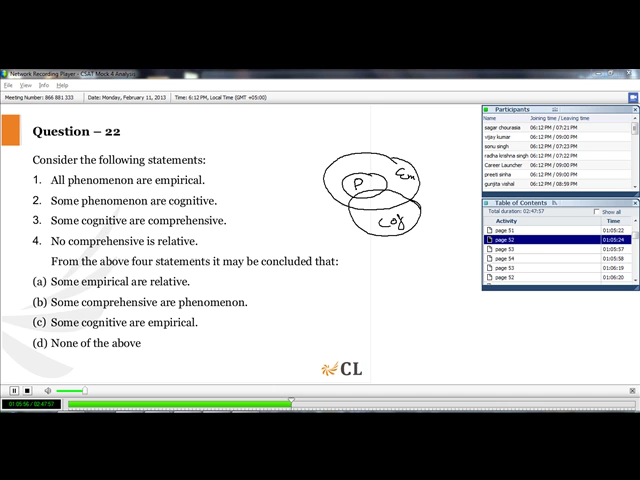 Network Recording Player - CSAT Mock 4 Analysis
File View Info Help
Meeting Number: 866 881 333 Date: Monday, February 11, 2013 Time: 6:12 PM, Local Time (GMT +05:00)
Question – 22
Consider the following statements:
1. All phenomenon are empirical.
2. Some phenomenon are cognitive.
3. Some cognitive are comprehensive.
4. No comprehensive is relative.
From the above four statements it may be concluded that:
(a) Some empirical are relative.
(b) Some comprehensive are phenomenon.
(c) Some cognitive are empirical.
(d) None of the above
P
Em
Cog
CL
Participants
Name Joining time / Leaving time
sagar chourasia 06:12 PM / 07:21 PM
vijay kumar 06:12 PM / 09:00 PM
sonu singh 06:12 PM / 07:23 PM
radha krishna singh 06:12 PM / 07:22 PM
Career Launcher 06:12 PM / 09:00 PM
preeti sinha 06:12 PM / 09:00 PM
gunjita vishal 06:12 PM / 08:59 PM
Table of Contents
Total duration: 02:47:57 Show all
Activity Time
page 51 01:05:22
page 52 01:05:24
page 53 01:05:57
page 54 01:05:58
page 53 01:06:19
page 52 01:06:20
01:05:56 / 02:47:57